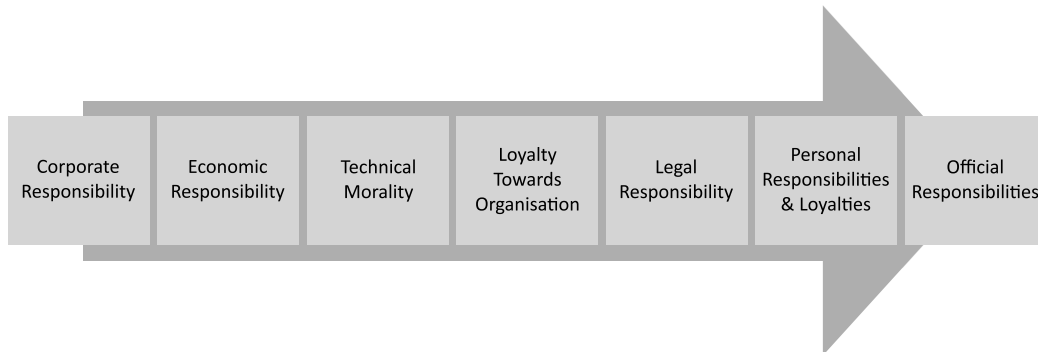 Corporate
Responsibility
Economic
Responsibility
Technical
Morality
Loyalty
Towards
Organisation
Legal
Responsibility
Personal
Responsibilities
& Loyalties
Official
Responsibilities